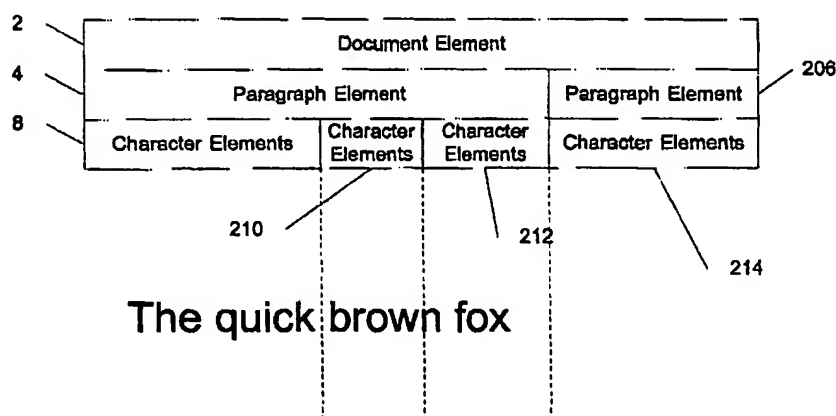 2
Document Element
4
Paragraph Element
Paragraph Element
206
8
Character Elements
Character
Elements
Character
Elements
Character Elements
210
212
214
The quick brown fox